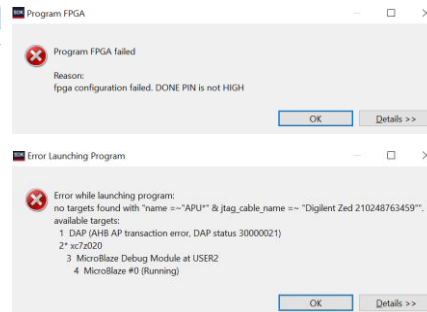 SDK Program FPGA
Program FPGA failed
Reason:
fpga configuration failed. DONE PIN is not HIGH
OK Details >>
SDK Error Launching Program
Error while launching program:
no targets found with "name =~"APU*" & jtag_cable_name =~ "Digilent Zed 210248763459"".
available targets:
1 DAP (AHB AP transaction error, DAP status 30000021)
2* xc7z020
3 MicroBlaze Debug Module at USER2
4 MicroBlaze #0 (Running)
OK Details >>